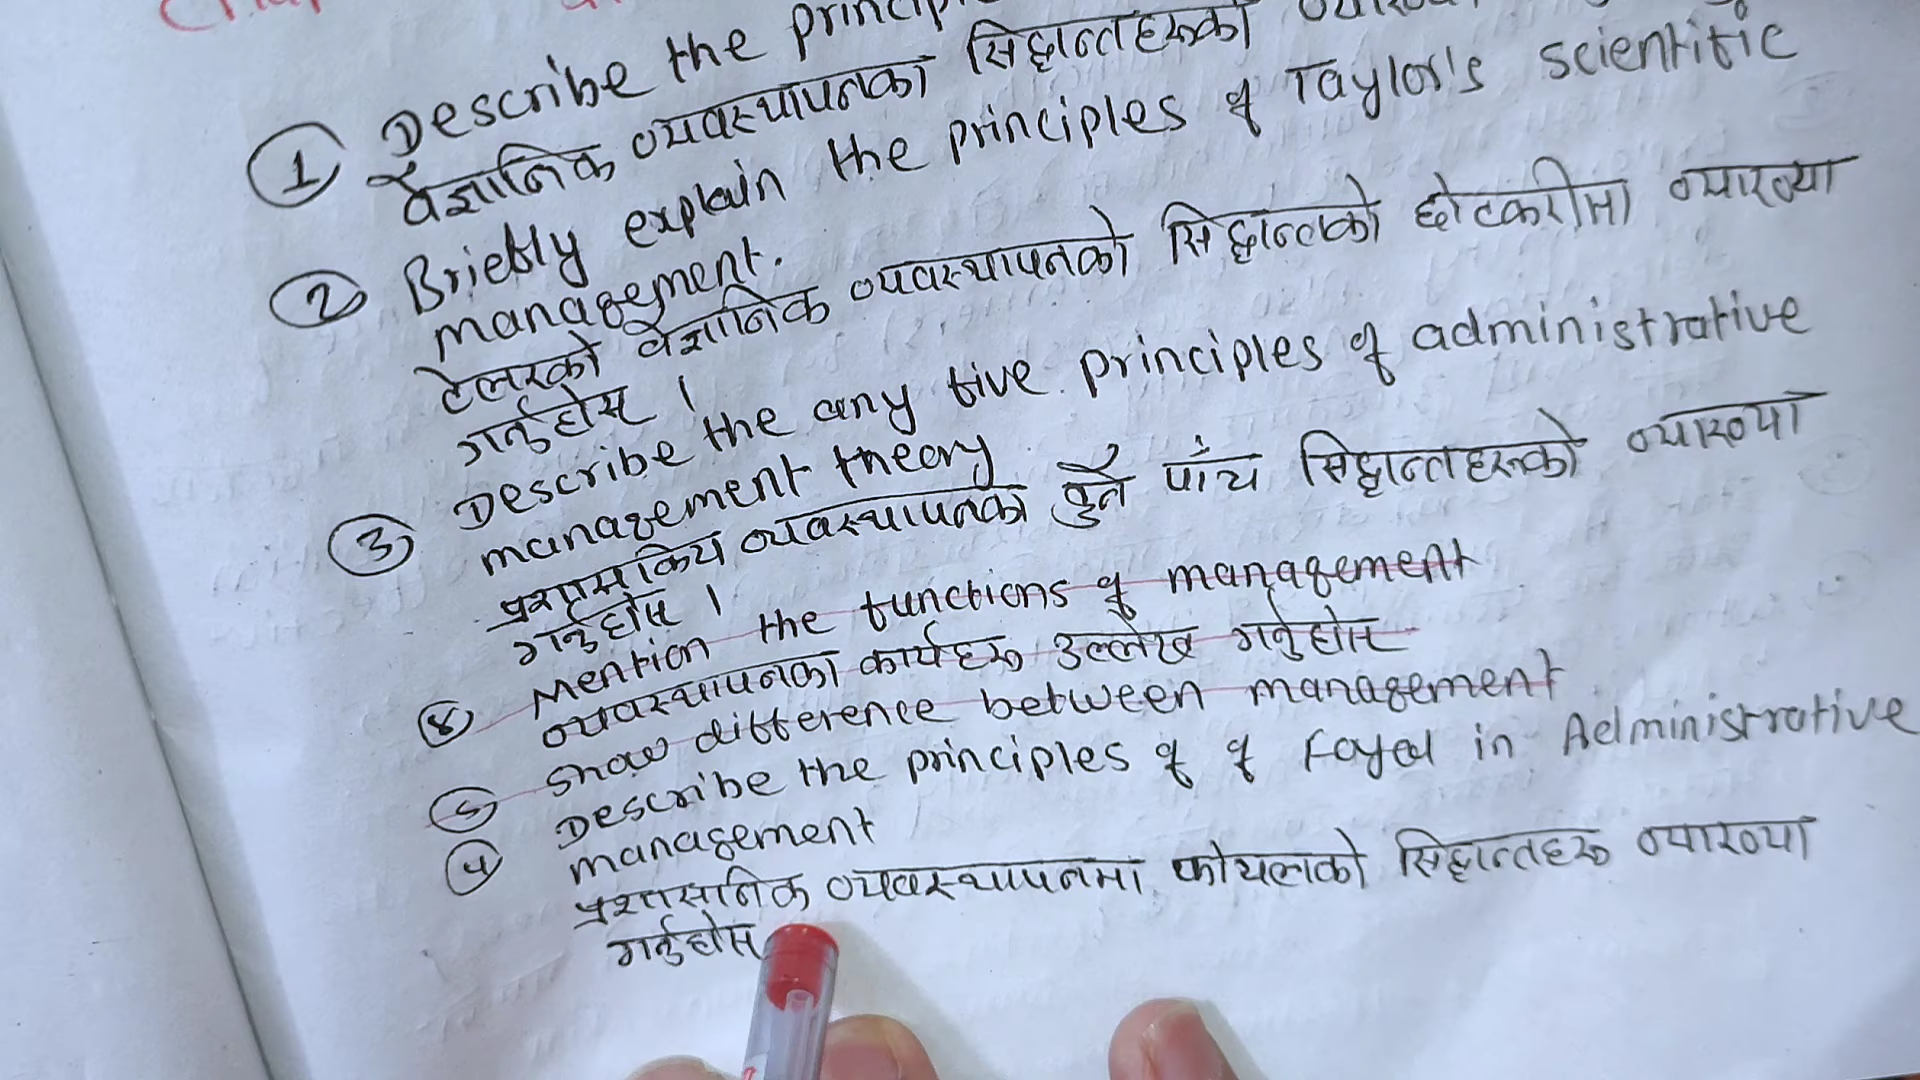 Chap
① Describe the princip
वैज्ञानिक व्यवस्थापनका सिद्धान्तहरूको
② Briefly explain the principles of Taylor's scientific
management.
टेलरको वैज्ञानिक व्यवस्थापनको सिद्धान्तको छोटकरीमा व्याख्या
गर्नुहोस् ।
③ Describe the any five principles of administrative
management theory
प्रशासकिय व्यवस्थापनका कुनै पाँच सिद्धान्तहरूको व्याख्या
गर्नुहोस ।
④ Mention the functions of management
व्यवस्थापनका कार्यहरू उल्लेख गर्नुहोस
⑤ Show difference between management
④ Describe the principles of of Fayol in Administrative
management
प्रशासनिक व्यवस्थापनमा फोयलको सिद्धान्तहरू व्याख्या
गर्नुहोस